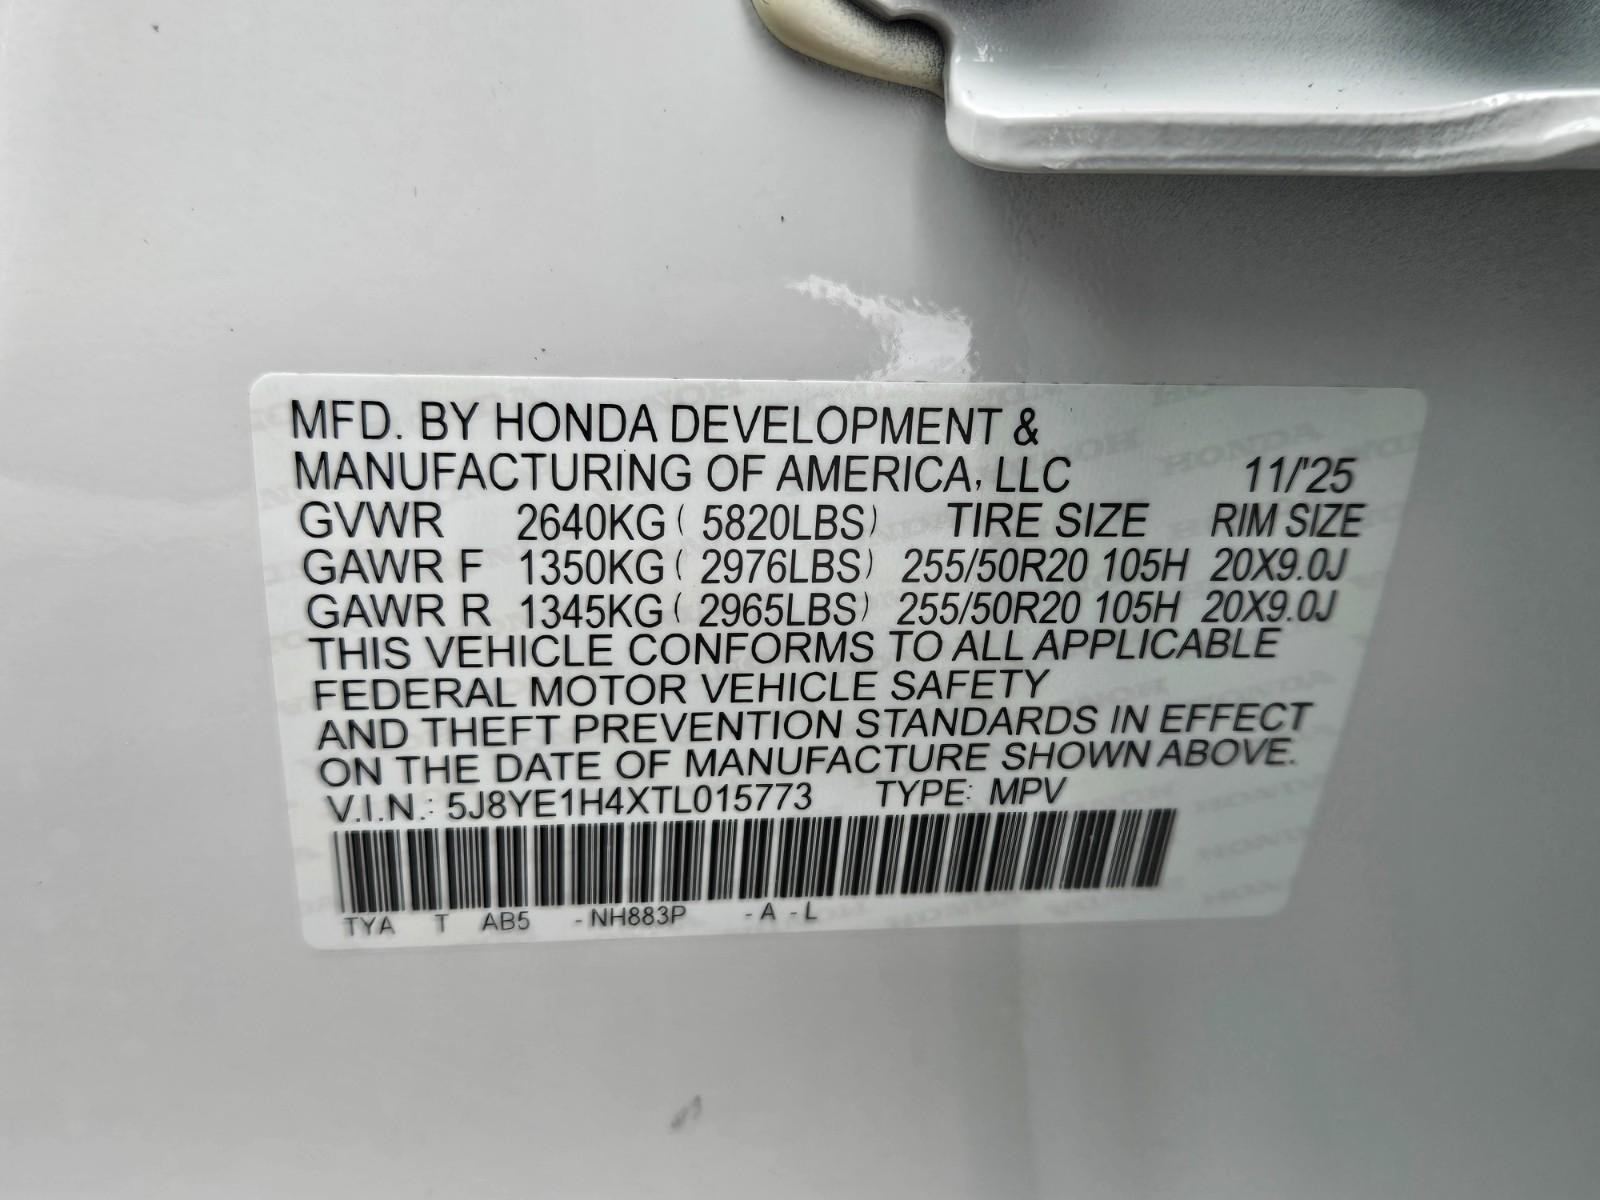 MFD. BY HONDA DEVELOPMENT &
MANUFACTURING OF AMERICA, LLC 11/'25
GVWR 2640KG ( 5820LBS) TIRE SIZE RIM SIZE
GAWR F 1350KG ( 2976LBS) 255/50R20 105H 20X9.0J
GAWR R 1345KG ( 2965LBS) 255/50R20 105H 20X9.0J
THIS VEHICLE CONFORMS TO ALL APPLICABLE
FEDERAL MOTOR VEHICLE SAFETY
AND THEFT PREVENTION STANDARDS IN EFFECT
ON THE DATE OF MANUFACTURE SHOWN ABOVE.
V.I.N.: 5J8YE1H4XTL015773 TYPE: MPV
TYA T AB5 - NH883P - A - L